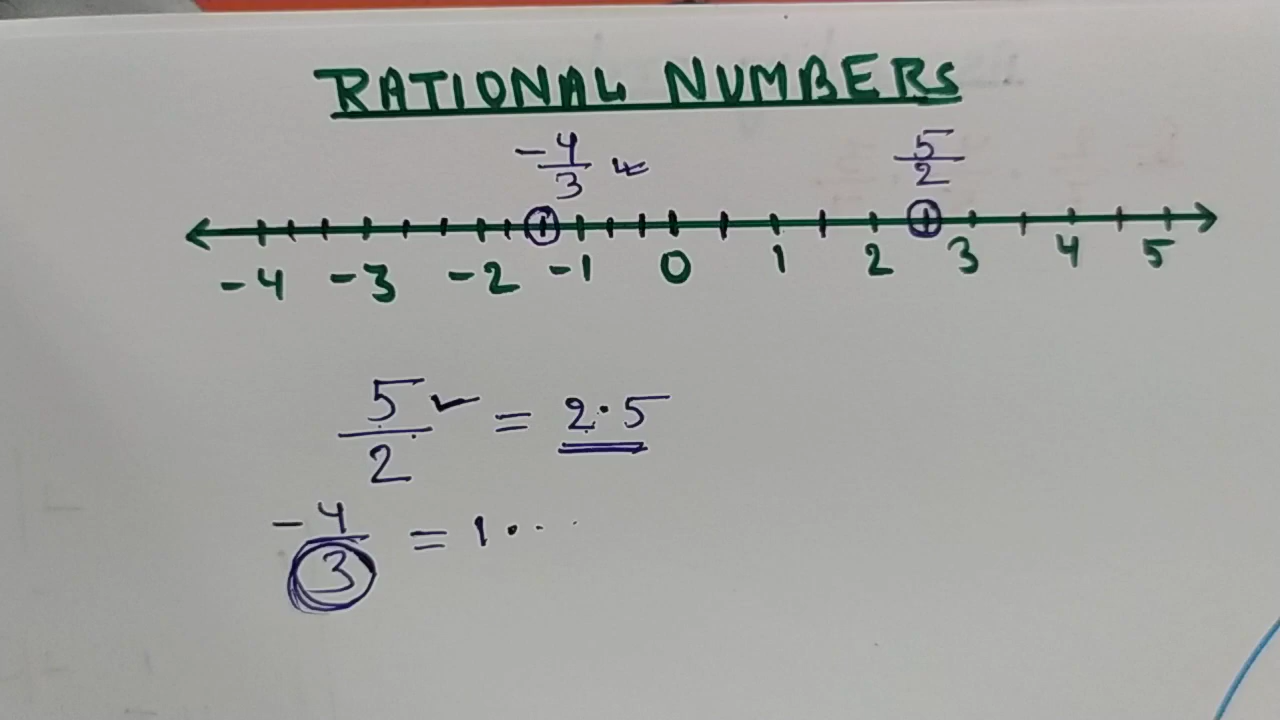 RATIONAL NUMBERS
-4/3 5/2
-4 -3 -2 -1 0 1 2 3 4 5
5/2 = 2.5
-4/3 = 1...